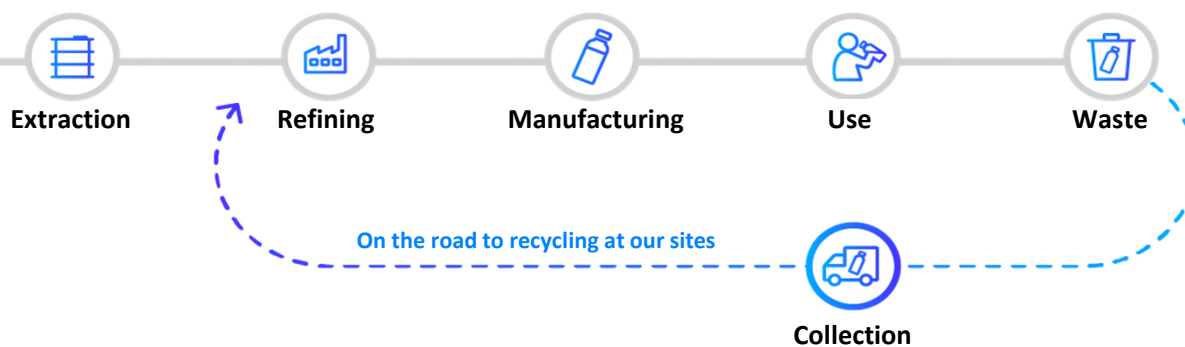 Extraction
Refining
Manufacturing
Use
Waste
On the road to recycling at our sites
Collection